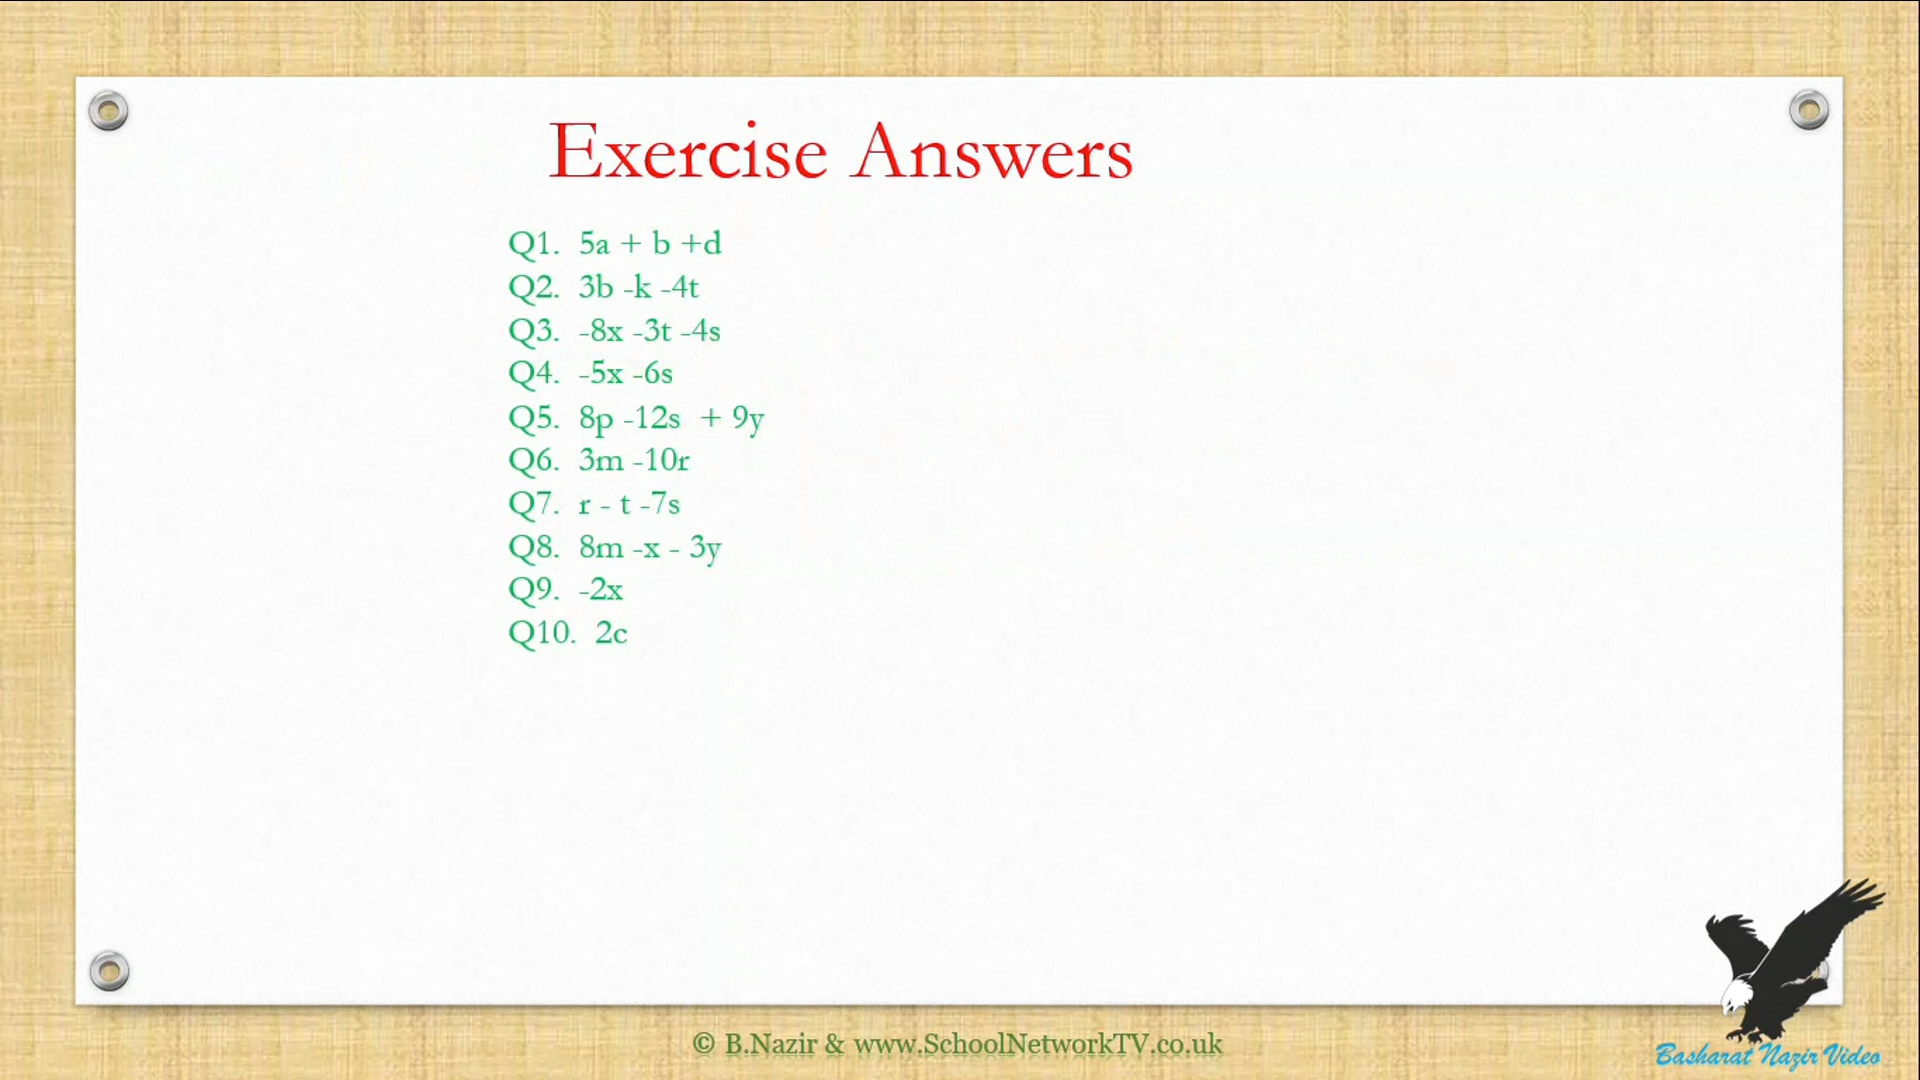 Exercise Answers
Q1. 5a + b +d
Q2. 3b -k -4t
Q3. -8x -3t -4s
Q4. -5x -6s
Q5. 8p -12s + 9y
Q6. 3m -10r
Q7. r - t -7s
Q8. 8m -x - 3y
Q9. -2x
Q10. 2c
© B.Nazir & www.SchoolNetworkTV.co.uk
Basharat Nazir Video